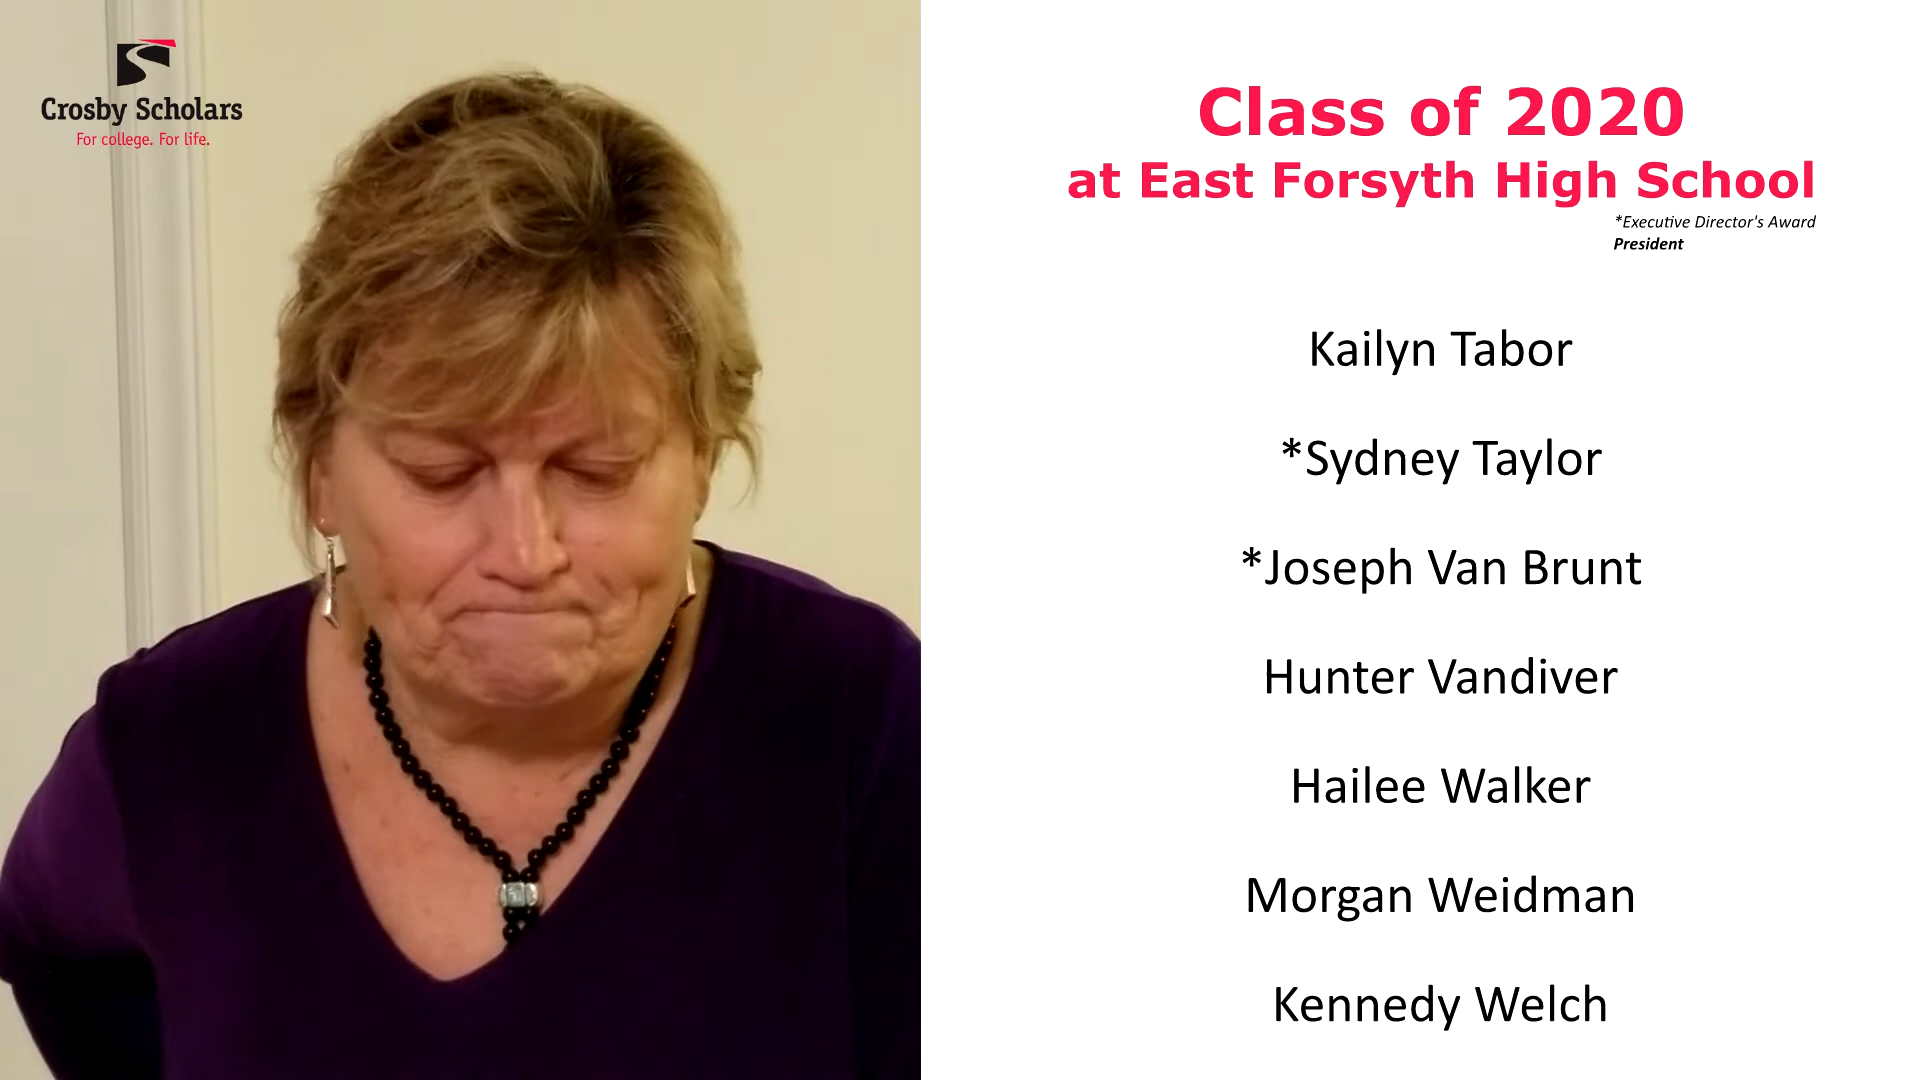 Crosby Scholars
For college. For life.
Class of 2020
at East Forsyth High School
*Executive Director's Award
President
Kailyn Tabor
*Sydney Taylor
*Joseph Van Brunt
Hunter Vandiver
Hailee Walker
Morgan Weidman
Kennedy Welch